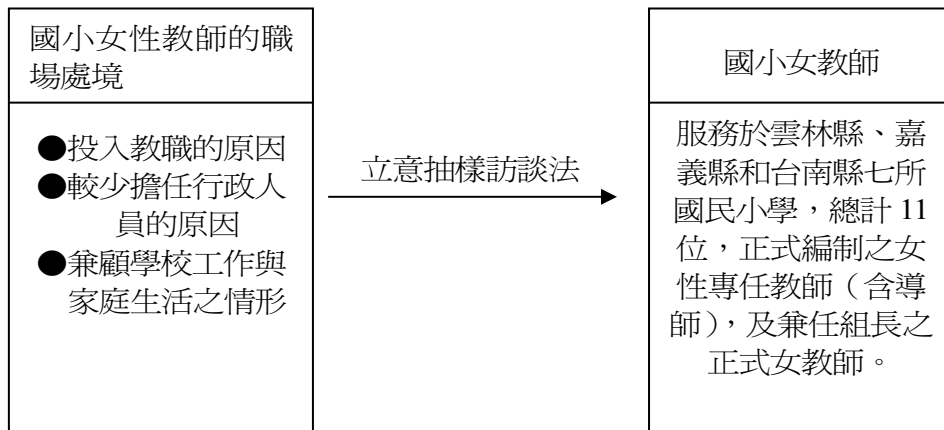 國小女性教師的職
場處境
●投入教職的原因
●較少擔任行政人
員的原因
●兼顧學校工作與
家庭生活之情形
立意抽樣訪談法
國小女教師
服務於雲林縣、嘉
義縣和台南縣七所
國民小學，總計 11
位，正式編制之女
性專任教師（含導
師），及兼任組長之
正式女教師。